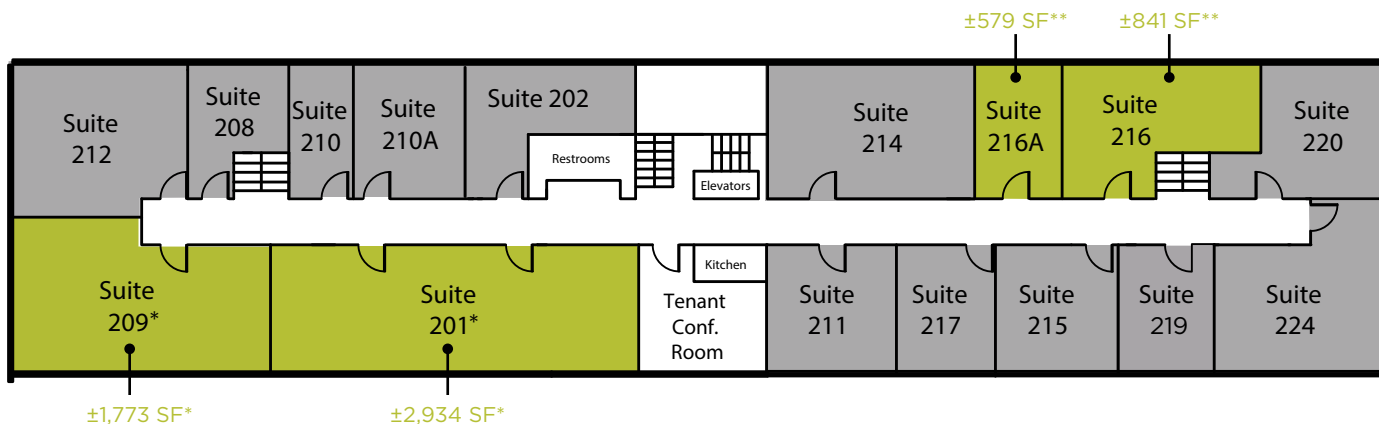 ±579 SF**
±841 SF**
Suite
212
Suite
208
Suite
210
Suite
210A
Suite 202
Restrooms
Elevators
Suite
214
Suite
216A
Suite
216
Suite
220
Suite
209*
Suite
201*
Kitchen
Tenant
Conf.
Room
Suite
211
Suite
217
Suite
215
Suite
219
Suite
224
±1,773 SF*
±2,934 SF*